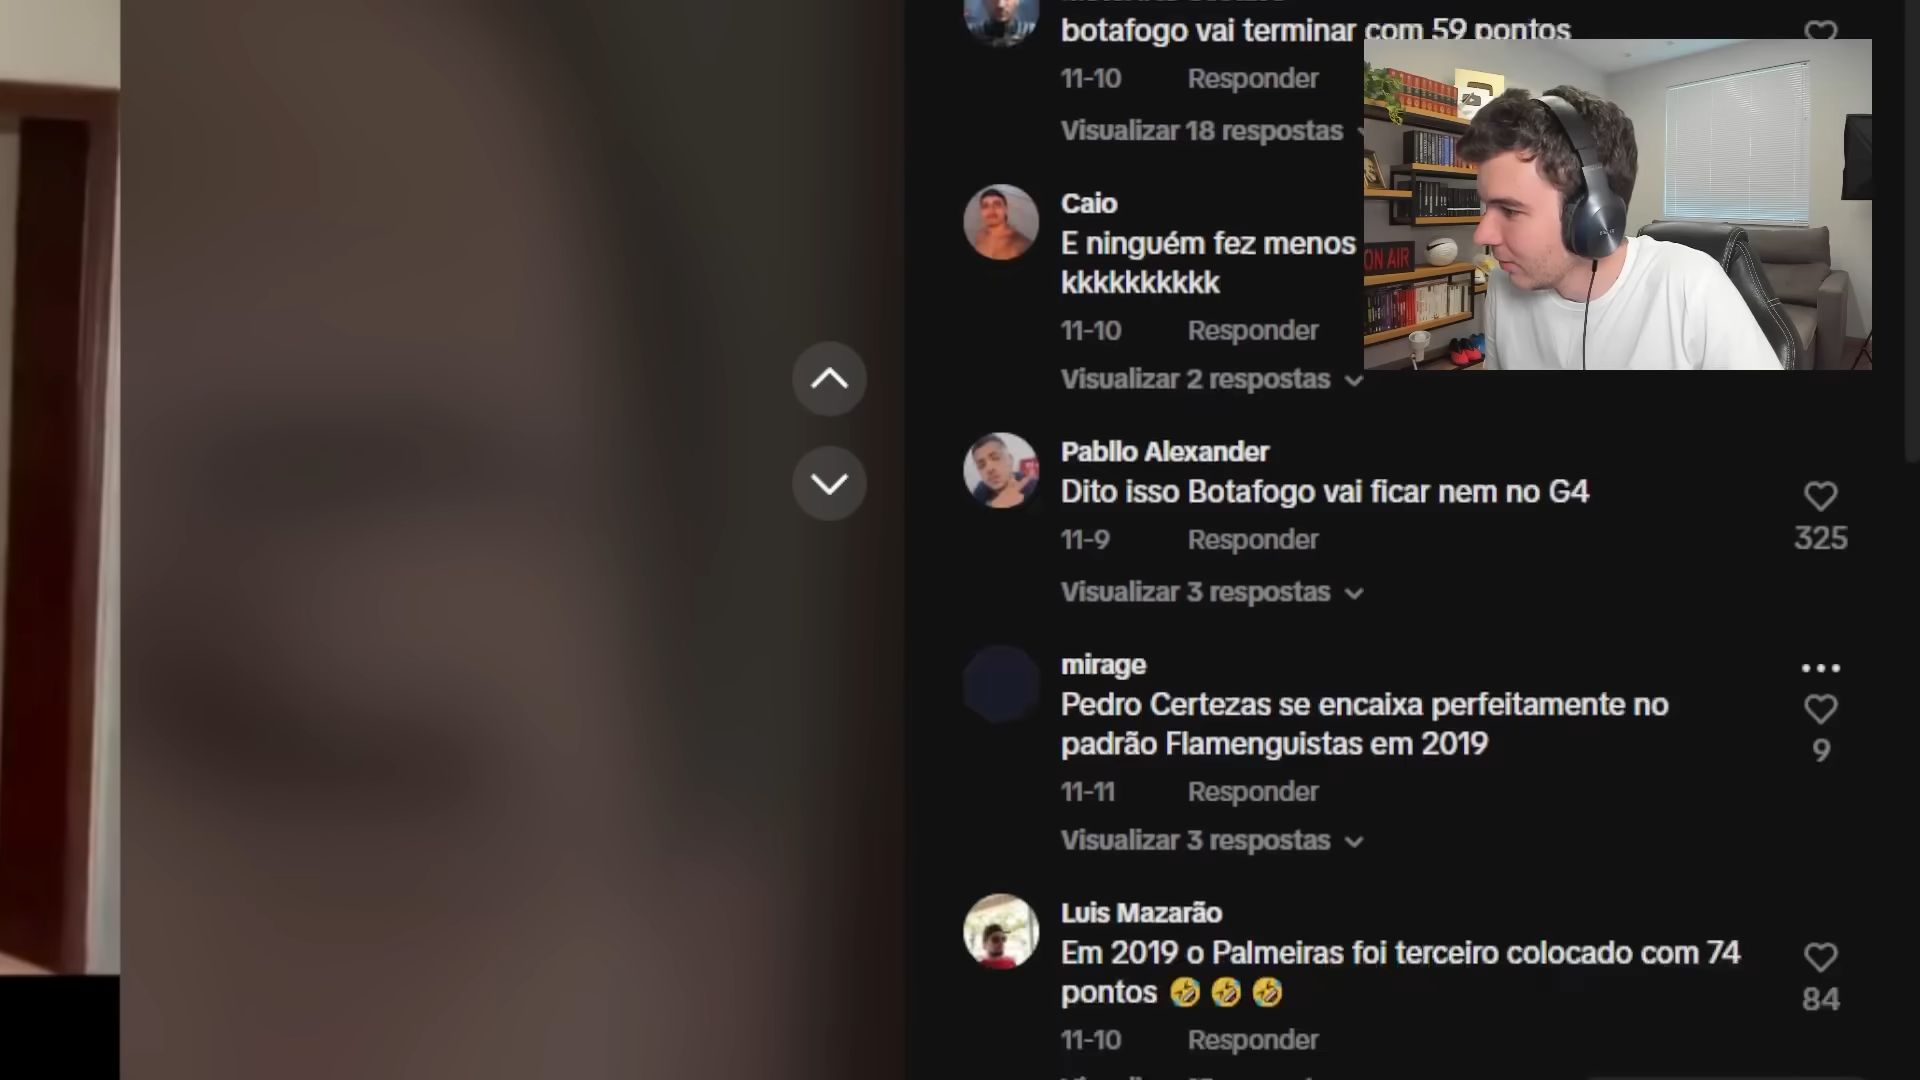 botafogo vai terminar com 59 pontos
11-10 Responder
Visualizar 18 respostas
Caio
E ninguém fez menos
kkkkkkkkkk
11-10 Responder
Visualizar 2 respostas
ON AIR
Pabllo Alexander
Dito isso Botafogo vai ficar nem no G4
11-9 Responder
325
Visualizar 3 respostas
mirage
Pedro Certezas se encaixa perfeitamente no
padrão Flamenguistas em 2019
9
11-11 Responder
Visualizar 3 respostas
Luis Mazarão
Em 2019 o Palmeiras foi terceiro colocado com 74
pontos 🤣 🤣 🤣
84
11-10 Responder